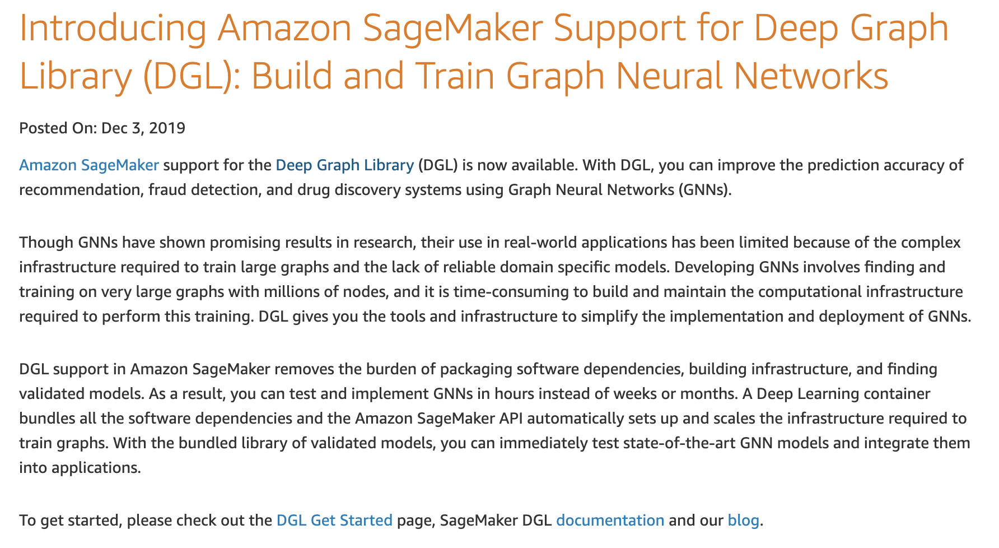 Introducing Amazon SageMaker Support for Deep Graph
Library (DGL): Build and Train Graph Neural Networks
Posted On: Dec 3, 2019
Amazon SageMaker support for the Deep Graph Library (DGL) is now available. With DGL, you can improve the prediction accuracy of
recommendation, fraud detection, and drug discovery systems using Graph Neural Networks (GNNs).
Though GNNs have shown promising results in research, their use in real-world applications has been limited because of the complex
infrastructure required to train large graphs and the lack of reliable domain specific models. Developing GNNs involves finding and
training on very large graphs with millions of nodes, and it is time-consuming to build and maintain the computational infrastructure
required to perform this training. DGL gives you the tools and infrastructure to simplify the implementation and deployment of GNNs.
DGL support in Amazon SageMaker removes the burden of packaging software dependencies, building infrastructure, and finding
validated models. As a result, you can test and implement GNNs in hours instead of weeks or months. A Deep Learning container
bundles all the software dependencies and the Amazon SageMaker API automatically sets up and scales the infrastructure required to
train graphs. With the bundled library of validated models, you can immediately test state-of-the-art GNN models and integrate them
into applications.
To get started, please check out the DGL Get Started page, SageMaker DGL documentation and our blog.